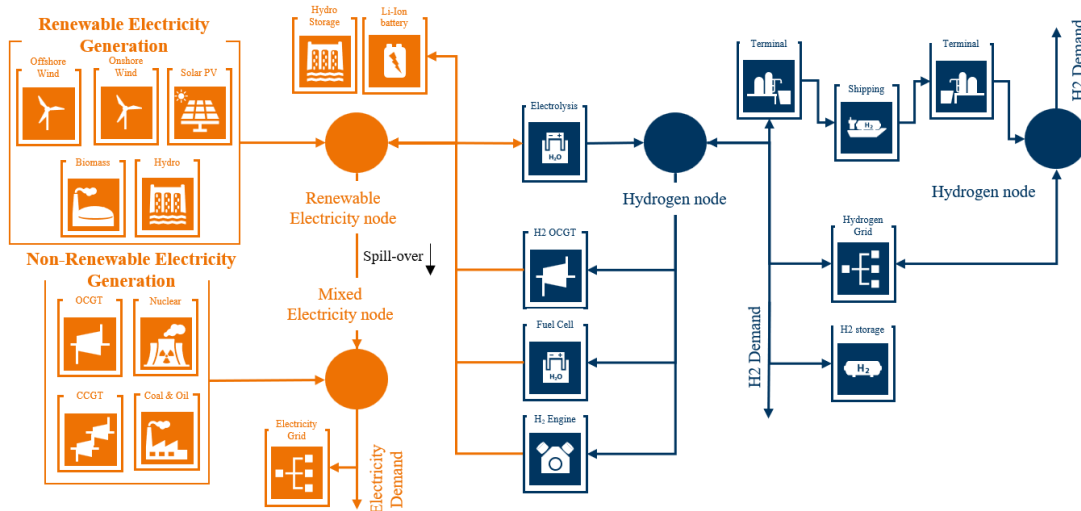 Renewable Electricity
Generation
Offshore
Wind
Onshore
Wind
Solar PV
Biomass
Hydro
Non-Renewable Electricity
Generation
OCGT
Nuclear
CCGT
Coal & Oil
Hydro
Storage
Li-Ion
battery
Renewable
Electricity node
Spill-over
Mixed
Electricity node
Electricity
Grid
Electricity
Demand
Electrolysis
H2O
Hydrogen node
H2 OCGT
Fuel Cell
H2O
H₂ Engine
Terminal
Shipping
H2
Terminal
H2 Demand
Hydrogen node
Hydrogen
Grid
H2 storage
H2
H2 Demand